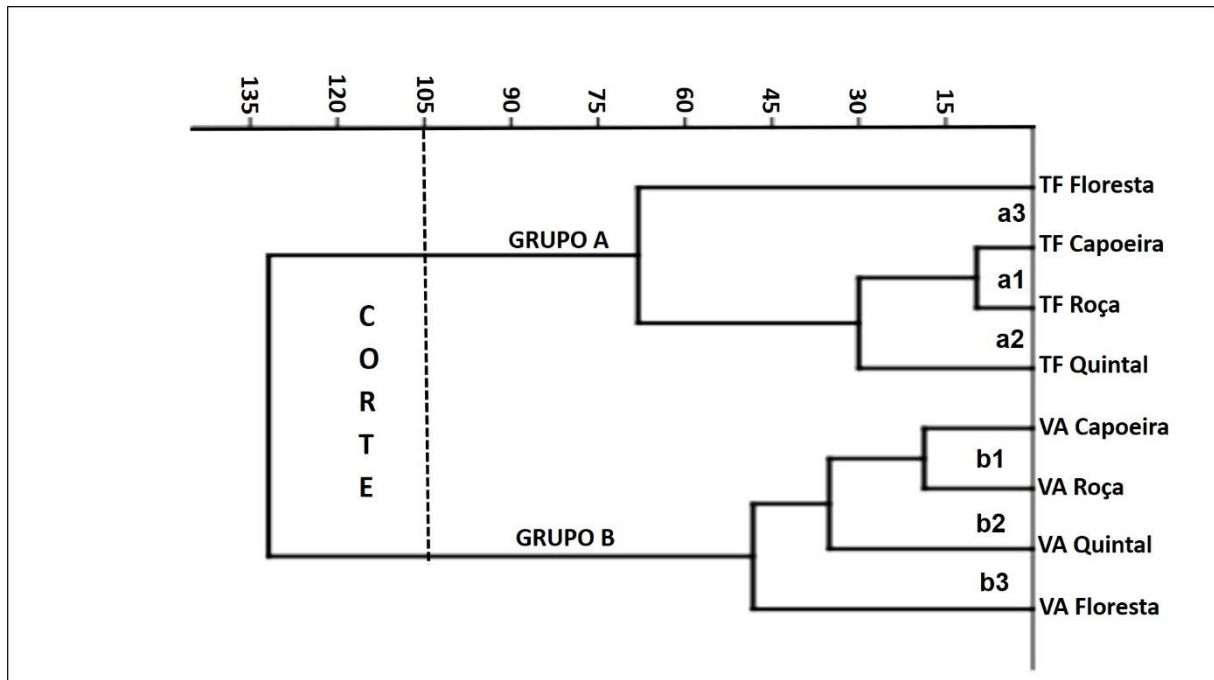 135 120 105 90 75 60 45 30 15
TF Floresta
a3
GRUPO A
TF Capoeira
a1
TF Roça
a2
TF Quintal
CORTE
VA Capoeira
b1
VA Roça
b2
GRUPO B
VA Quintal
b3
VA Floresta